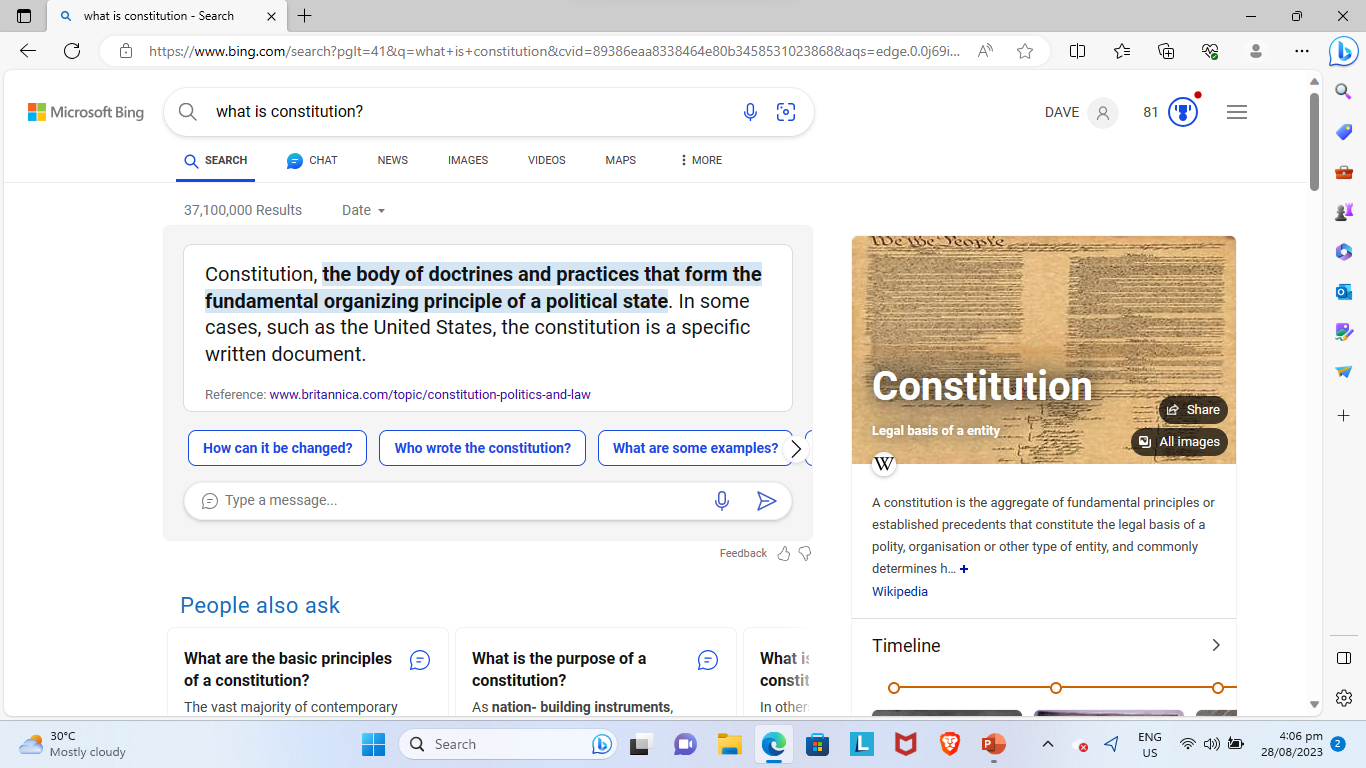 what is constitution - Search
https://www.bing.com/search?pglt=41&q=what+is+constitution&cvid=89386eaa8338464e80b3458531023868&aqs=edge.0.0j69i...
Microsoft Bing
what is constitution?
DAVE
81
SEARCH CHAT NEWS IMAGES VIDEOS MAPS MORE
37,100,000 Results Date
Constitution, the body of doctrines and practices that form the
fundamental organizing principle of a political state. In some
cases, such as the United States, the constitution is a specific
written document.
Reference: www.britannica.com/topic/constitution-politics-and-law
How can it be changed? Who wrote the constitution? What are some examples?
Type a message...
Feedback
We the People
Constitution
Share
Legal basis of a entity
All images
W
A constitution is the aggregate of fundamental principles or
established precedents that constitute the legal basis of a
polity, organisation or other type of entity, and commonly
determines h... +
Wikipedia
Timeline
People also ask
What are the basic principles
of a constitution?
The vast majority of contemporary
What is the purpose of a
constitution?
As nation- building instruments,
What is
constit
In other
30°C
Mostly cloudy
Search
ENG
US
4:06 pm
28/08/2023
2